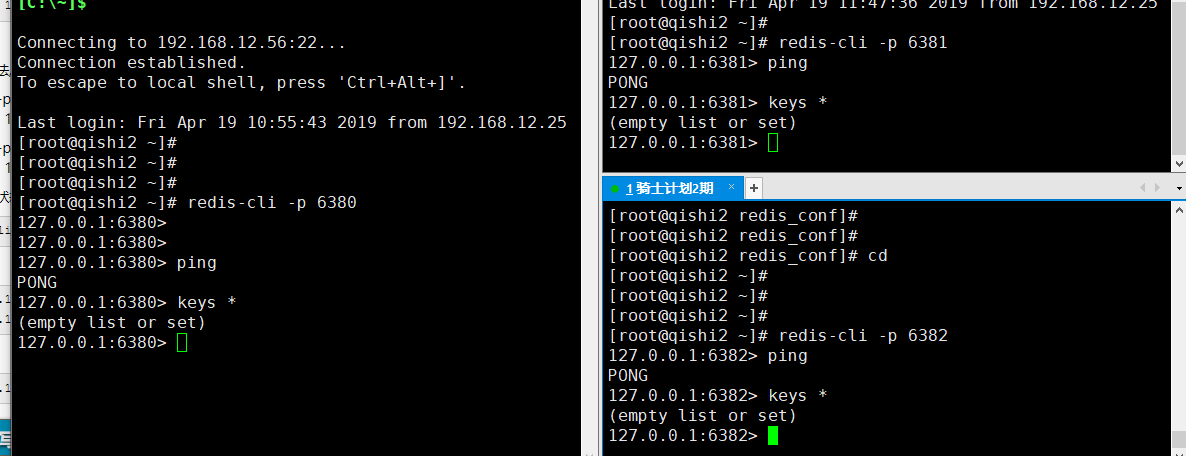 [C:\~]$
Connecting to 192.168.12.56:22...
Connection established.
To escape to local shell, press 'Ctrl+Alt+]'.
Last login: Fri Apr 19 10:55:43 2019 from 192.168.12.25
[root@qishi2 ~]#
[root@qishi2 ~]#
[root@qishi2 ~]#
[root@qishi2 ~]# redis-cli -p 6380
127.0.0.1:6380>
127.0.0.1:6380>
127.0.0.1:6380> ping
PONG
127.0.0.1:6380> keys *
(empty list or set)
127.0.0.1:6380>
Last login: Fri Apr 19 11:47:36 2019 from 192.168.12.25
[root@qishi2 ~]#
[root@qishi2 ~]# redis-cli -p 6381
127.0.0.1:6381> ping
PONG
127.0.0.1:6381> keys *
(empty list or set)
127.0.0.1:6381>
1 骑士计划2期 × +
[root@qishi2 redis_conf]#
[root@qishi2 redis_conf]#
[root@qishi2 redis_conf]# cd
[root@qishi2 ~]#
[root@qishi2 ~]#
[root@qishi2 ~]#
[root@qishi2 ~]# redis-cli -p 6382
127.0.0.1:6382> ping
PONG
127.0.0.1:6382> keys *
(empty list or set)
127.0.0.1:6382>